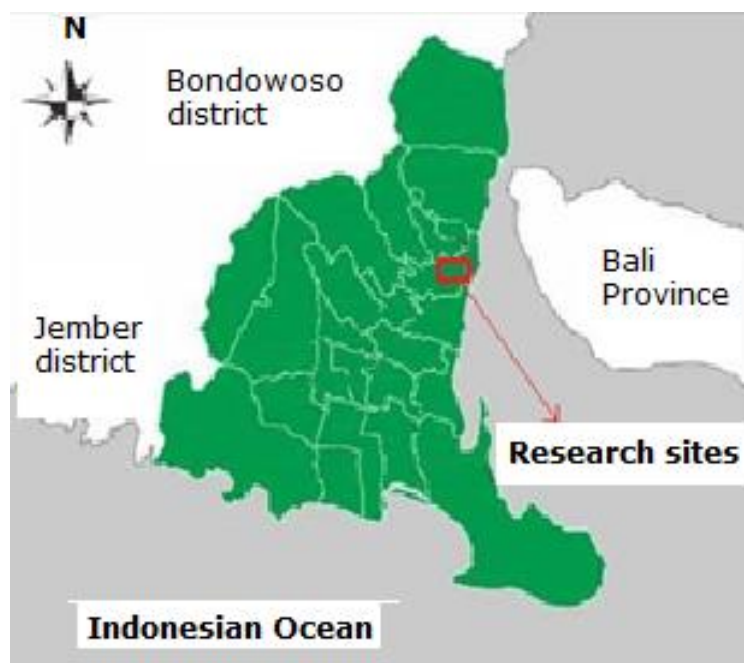 N
Bondowoso
district
Bali
Province
Jember
district
Research sites
Indonesian Ocean